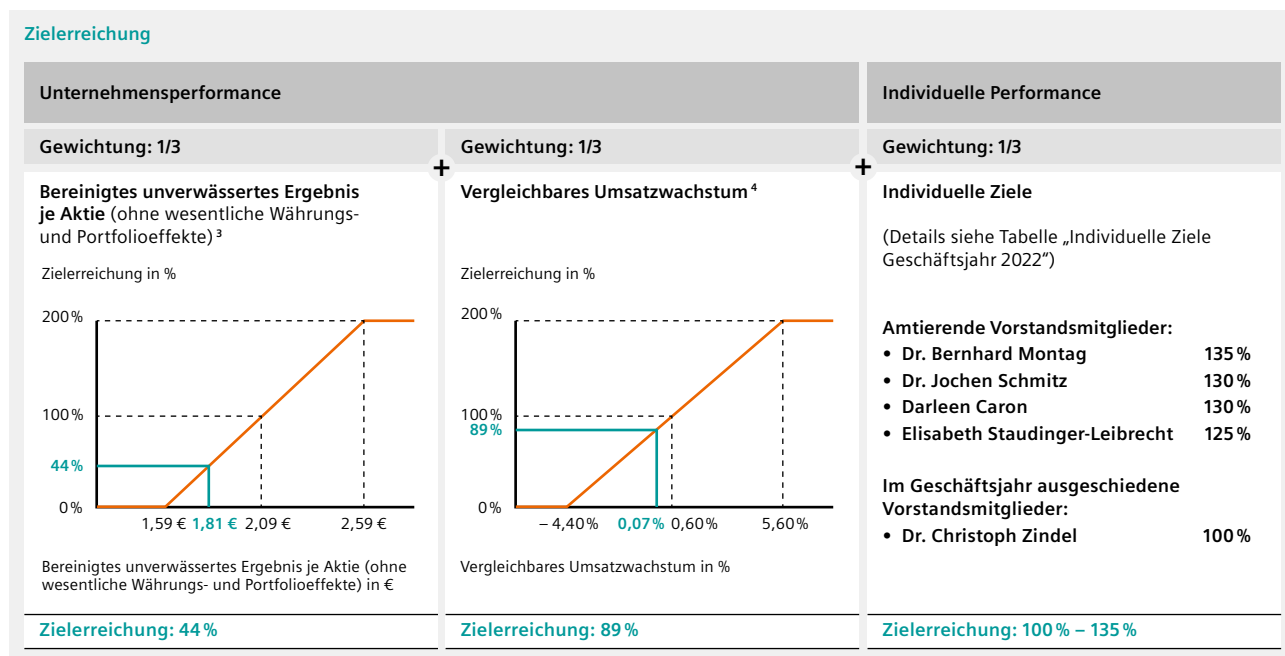 Zielerreichung
Unternehmensperformance
Individuelle Performance
Gewichtung: 1/3
+
Gewichtung: 1/3
+
Gewichtung: 1/3
Bereinigtes unverwässertes Ergebnis
je Aktie (ohne wesentliche Währungs-
und Portfolioeffekte) ³
Zielerreichung in %
200 %
100 %
44 %
0 %
1,59 € 1,81 € 2,09 € 2,59 €
Bereinigtes unverwässertes Ergebnis je Aktie (ohne
wesentliche Währungs- und Portfolioeffekte) in €
Zielerreichung: 44 %
Vergleichbares Umsatzwachstum ⁴
Zielerreichung in %
200 %
100 %
89 %
0 %
– 4,40 % 0,07 % 0,60 % 5,60 %
Vergleichbares Umsatzwachstum in %
Zielerreichung: 89 %
Individuelle Ziele
(Details siehe Tabelle „Individuelle Ziele
Geschäftsjahr 2022“)
Amtierende Vorstandsmitglieder:
• Dr. Bernhard Montag 135 %
• Dr. Jochen Schmitz 130 %
• Darleen Caron 130 %
• Elisabeth Staudinger-Leibrecht 125 %
Im Geschäftsjahr ausgeschiedene
Vorstandsmitglieder:
• Dr. Christoph Zindel 100 %
Zielerreichung: 100 % – 135 %